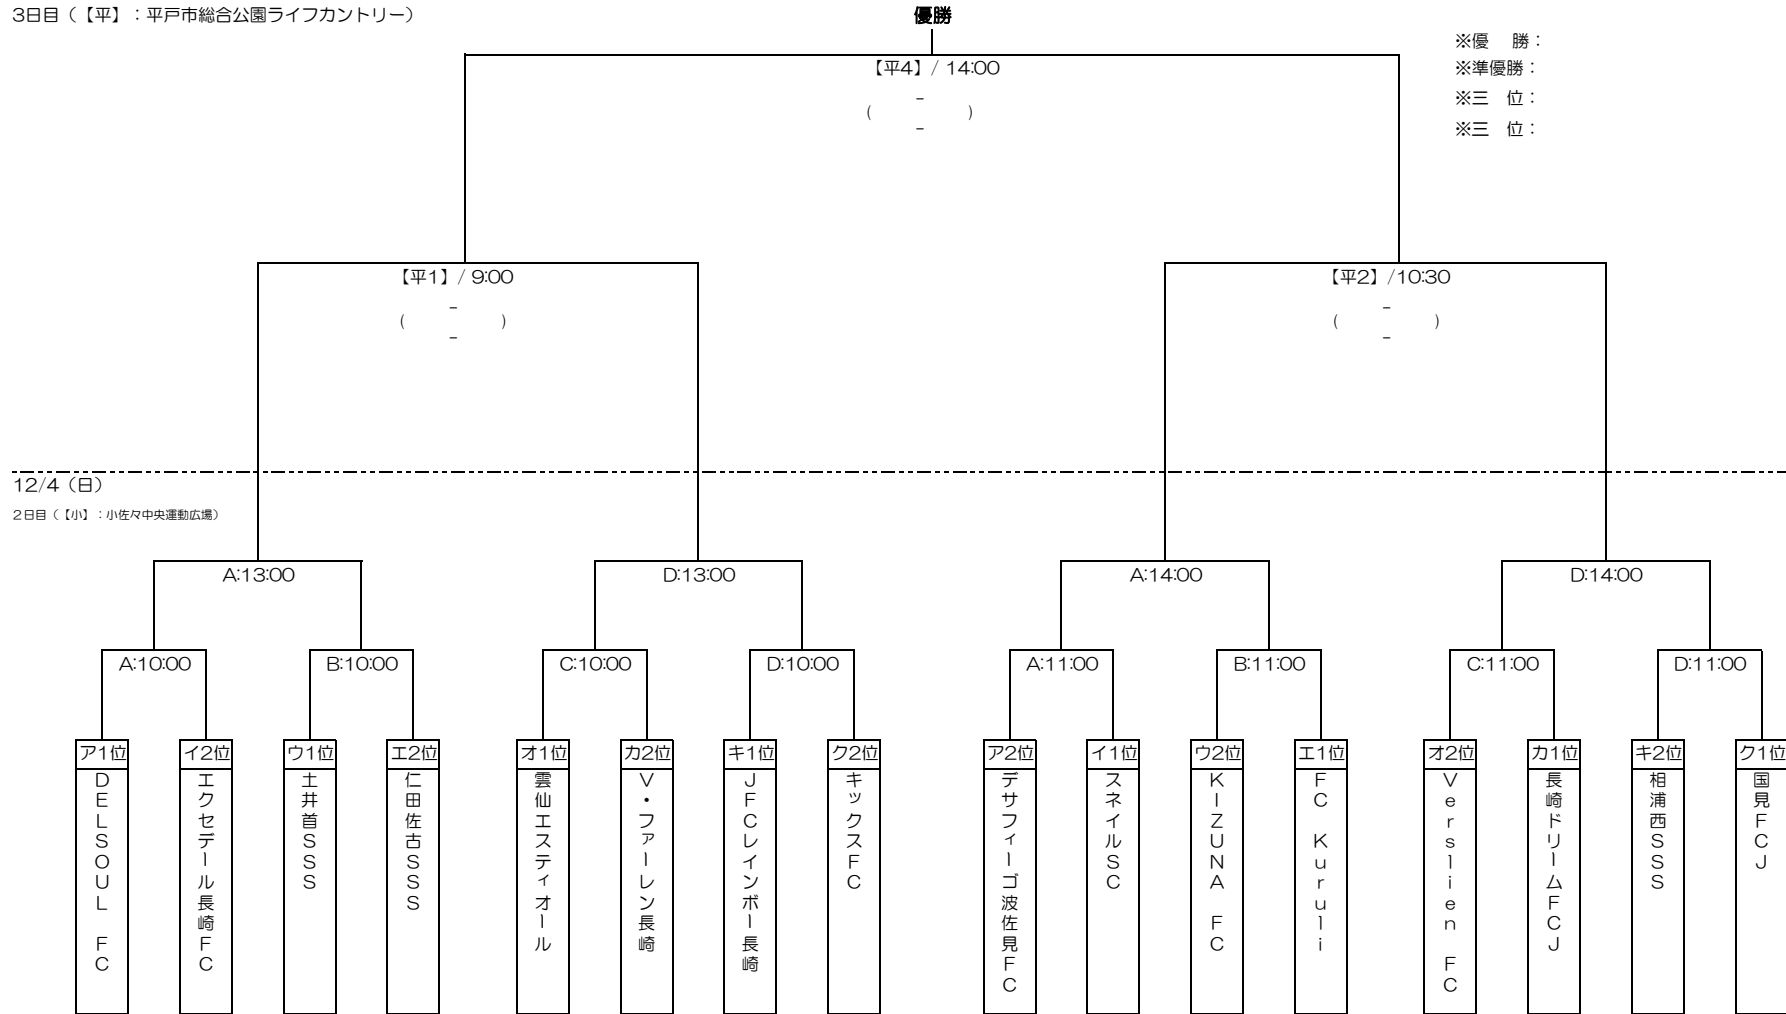 3日目（【平】：平戸市総合公園ライフカントリー）
優勝
※優　勝：
※準優勝：
※三　位：
※三　位：
【平4】/ 14:00
-
(　　)
-
【平1】/ 9:00
-
(　　)
-
【平2】/10:30
-
(　　)
-
12/4（日）
2日目（【小】：小佐々中央運動広場）
A:13:00
D:13:00
A:14:00
D:14:00
A:10:00
B:10:00
C:10:00
D:10:00
A:11:00
B:11:00
C:11:00
D:11:00
ア1位
イ2位
ウ1位
エ2位
オ1位
カ2位
キ1位
ク2位
ア2位
イ1位
ウ2位
エ1位
オ2位
カ1位
キ2位
ク1位
DELSOUL FC
エクセデール長崎FC
土井首SSS
仁田佐古SSS
雲仙エスティオール
V・ファーレン長崎
JFCレインボー長崎
キックスFC
デサフィーゴ波佐見FC
スネイルSC
KIZUNA FC
FC Kuruli
Verslien FC
長崎ドリームFCJ
相浦西SSS
国見FCJ